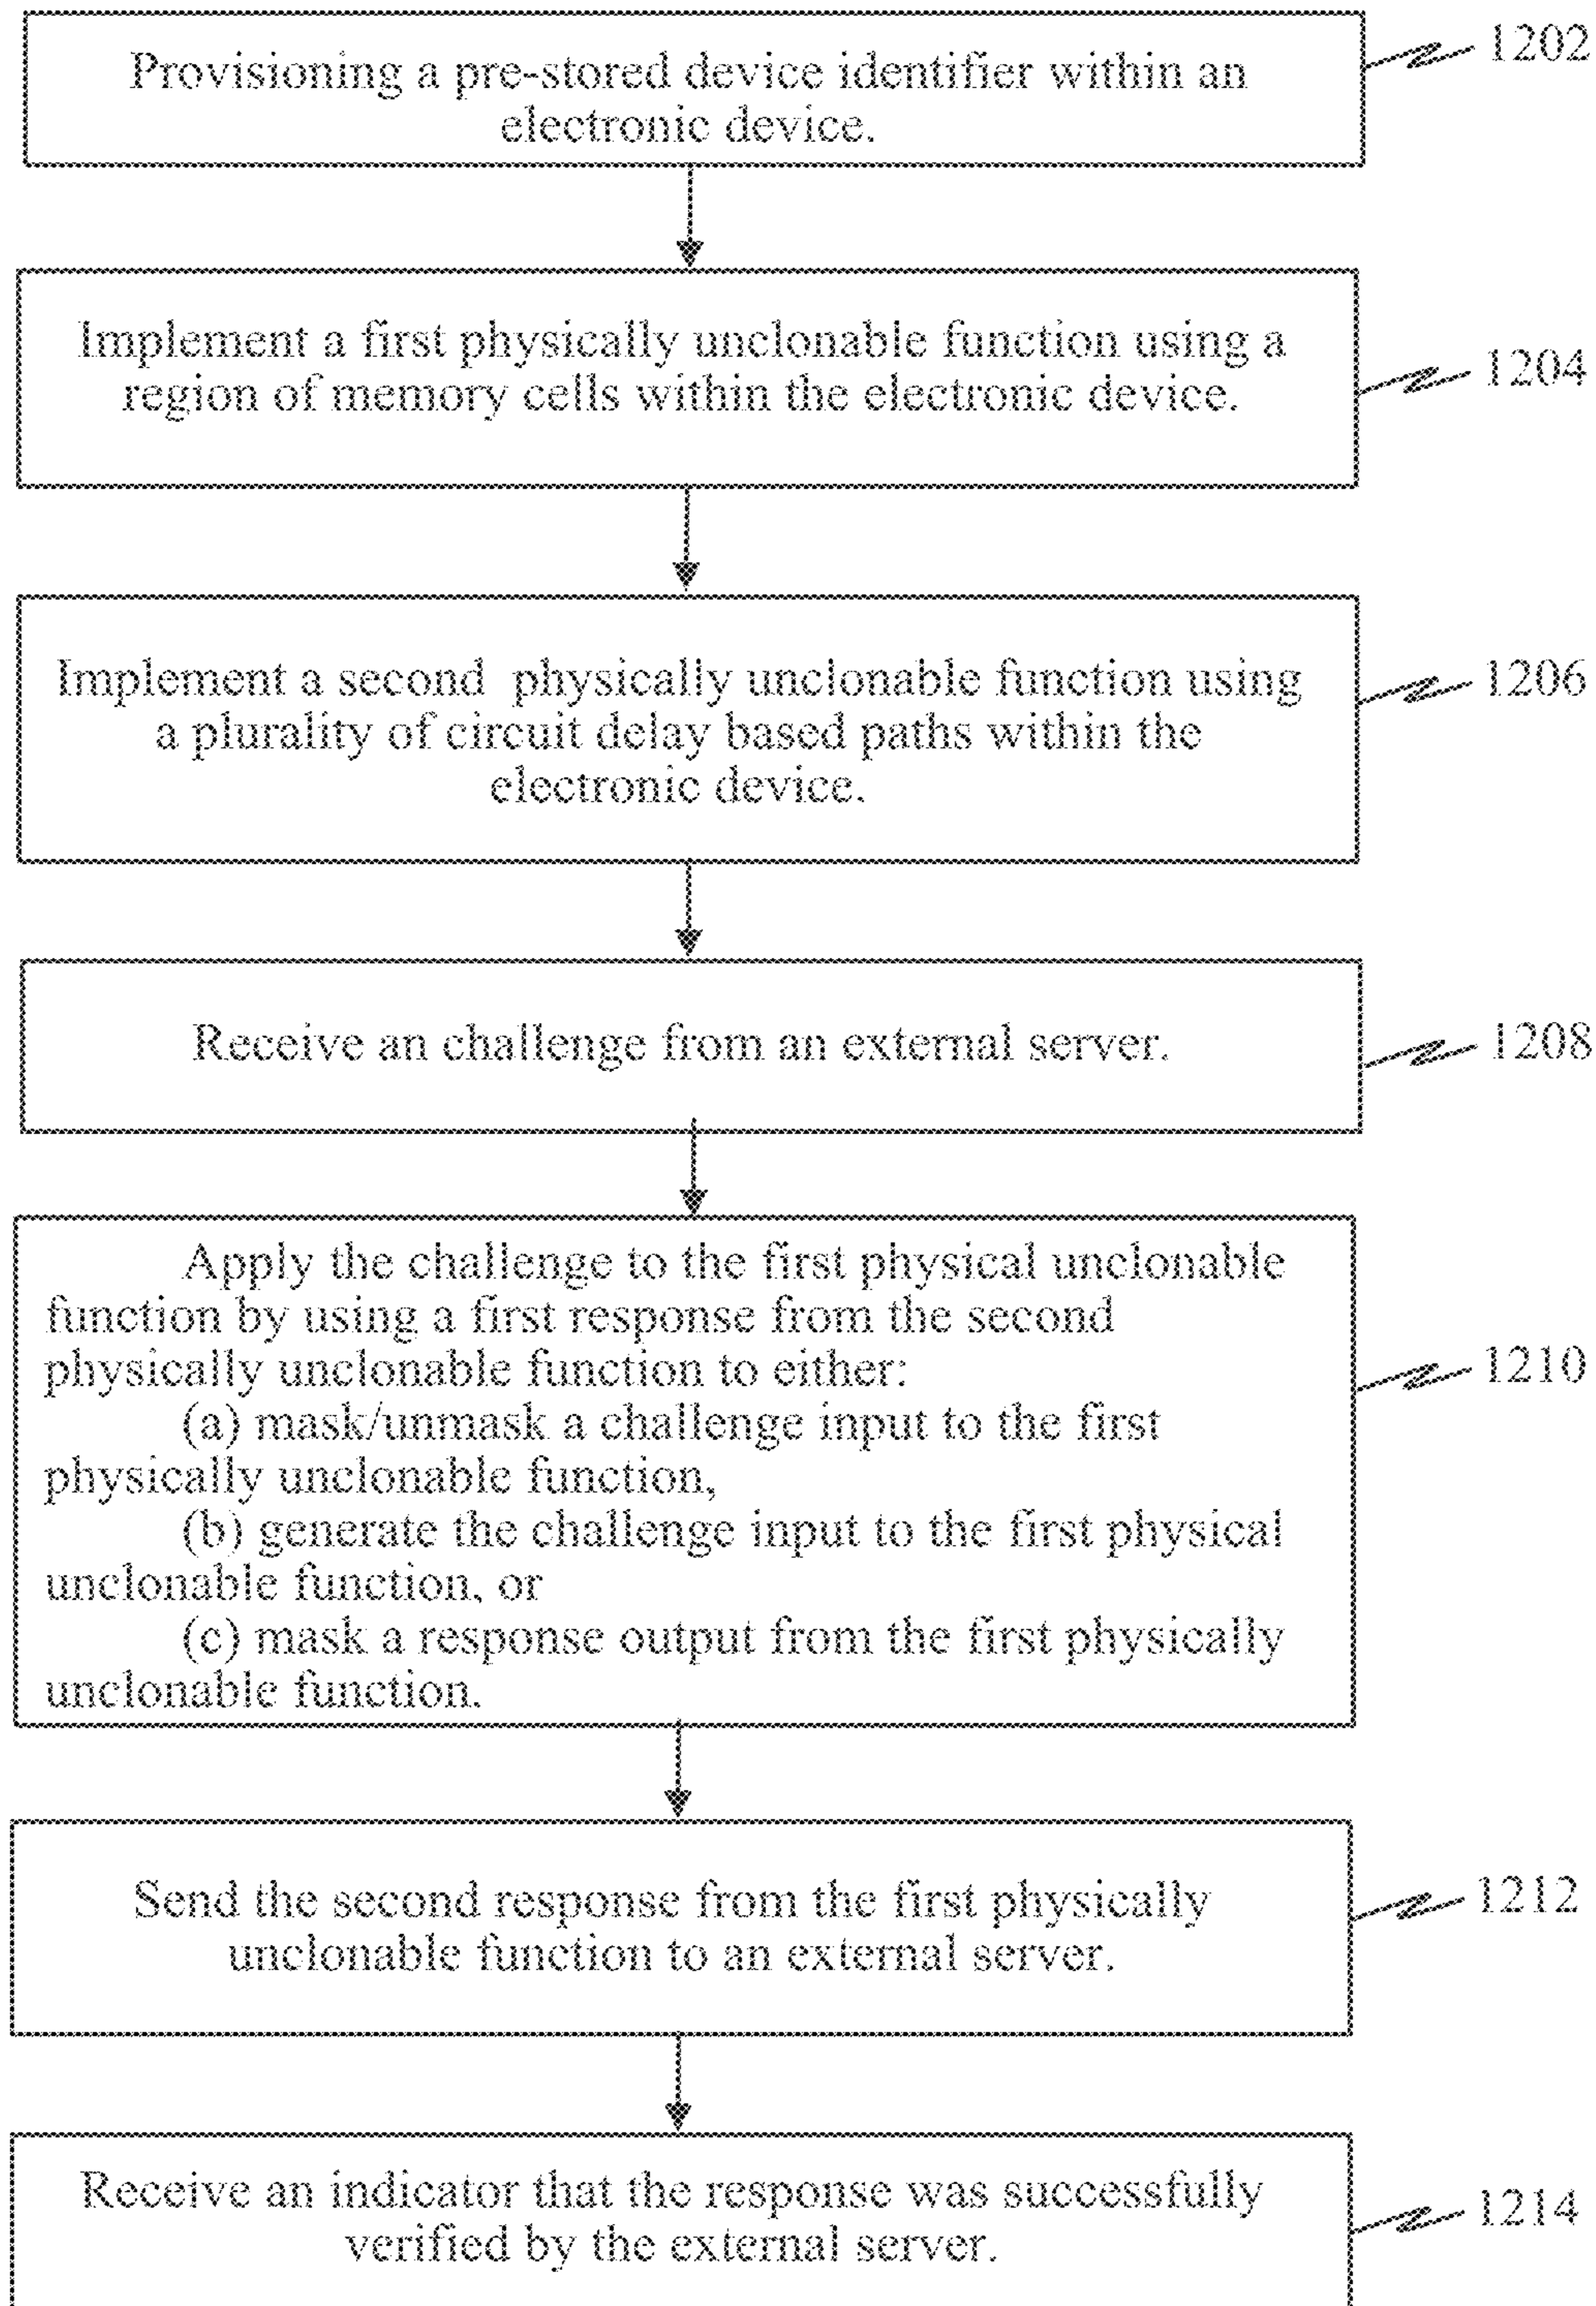 Provisioning a pre-stored device identifier within an
electronic device.
1202
Implement a first physically unclonable function using a
region of memory cells within the electronic device.
1204
Implement a second physically unclonable function using
a plurality of circuit delay based paths within the
electronic device.
1206
Receive an challenge from an external server.
1208
Apply the challenge to the first physical unclonable
function by using a first response from the second
physically unclonable function to either:
(a) mask/unmask a challenge input to the first
physically unclonable function,
(b) generate the challenge input to the first physical
unclonable function, or
(c) mask a response output from the first physically
unclonable function.
1210
Send the second response from the first physically
unclonable function to an external server.
1212
Receive an indicator that the response was successfully
verified by the external server.
1214